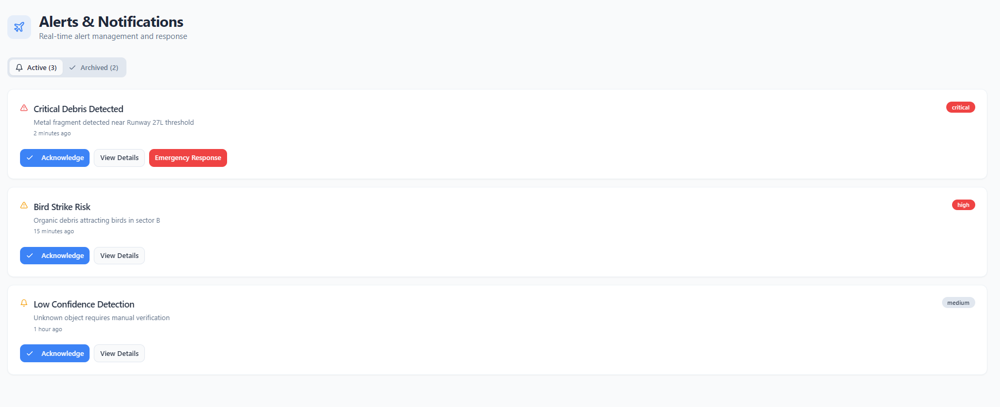 Alerts & Notifications
Real-time alert management and response
Active (3) Archived (2)
Critical Debris Detected
critical
Metal fragment detected near Runway 27L threshold
2 minutes ago
Acknowledge View Details Emergency Response
Bird Strike Risk
high
Organic debris attracting birds in sector B
15 minutes ago
Acknowledge View Details
Low Confidence Detection
medium
Unknown object requires manual verification
1 hour ago
Acknowledge View Details